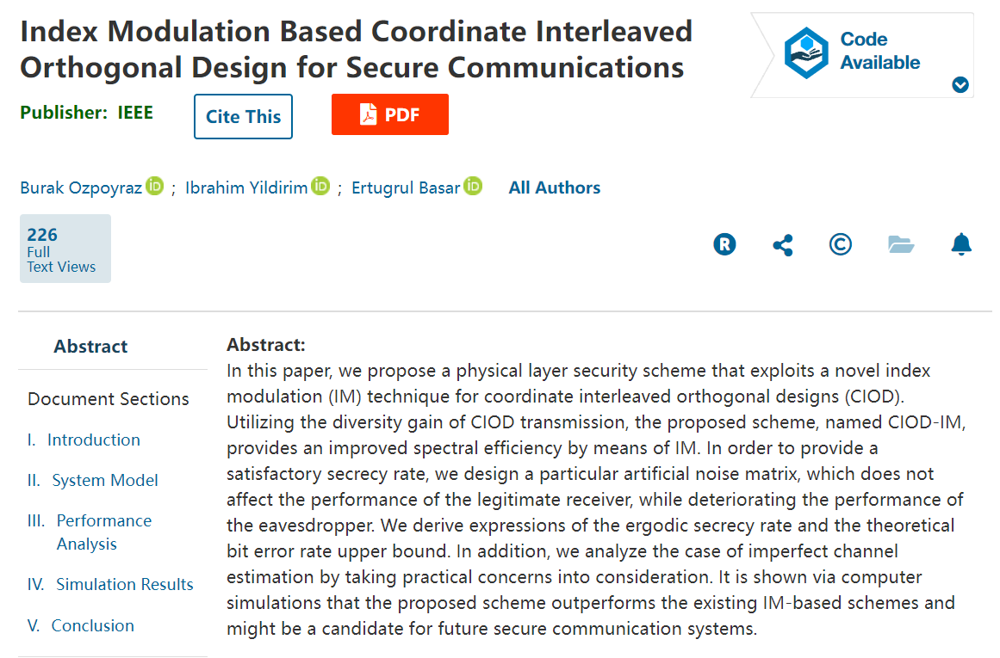 Index Modulation Based Coordinate Interleaved
Orthogonal Design for Secure Communications
Code
Available
Publisher: IEEE
Cite This
PDF
Burak Ozpoyraz iD ; Ibrahim Yildirim iD ; Ertugrul Basar iD All Authors
226
Full
Text Views
R
©
Abstract
Document Sections
I. Introduction
II. System Model
III. Performance
Analysis
IV. Simulation Results
V. Conclusion
Abstract:
In this paper, we propose a physical layer security scheme that exploits a novel index
modulation (IM) technique for coordinate interleaved orthogonal designs (CIOD).
Utilizing the diversity gain of CIOD transmission, the proposed scheme, named CIOD-IM,
provides an improved spectral efficiency by means of IM. In order to provide a
satisfactory secrecy rate, we design a particular artificial noise matrix, which does not
affect the performance of the legitimate receiver, while deteriorating the performance of
the eavesdropper. We derive expressions of the ergodic secrecy rate and the theoretical
bit error rate upper bound. In addition, we analyze the case of imperfect channel
estimation by taking practical concerns into consideration. It is shown via computer
simulations that the proposed scheme outperforms the existing IM-based schemes and
might be a candidate for future secure communication systems.